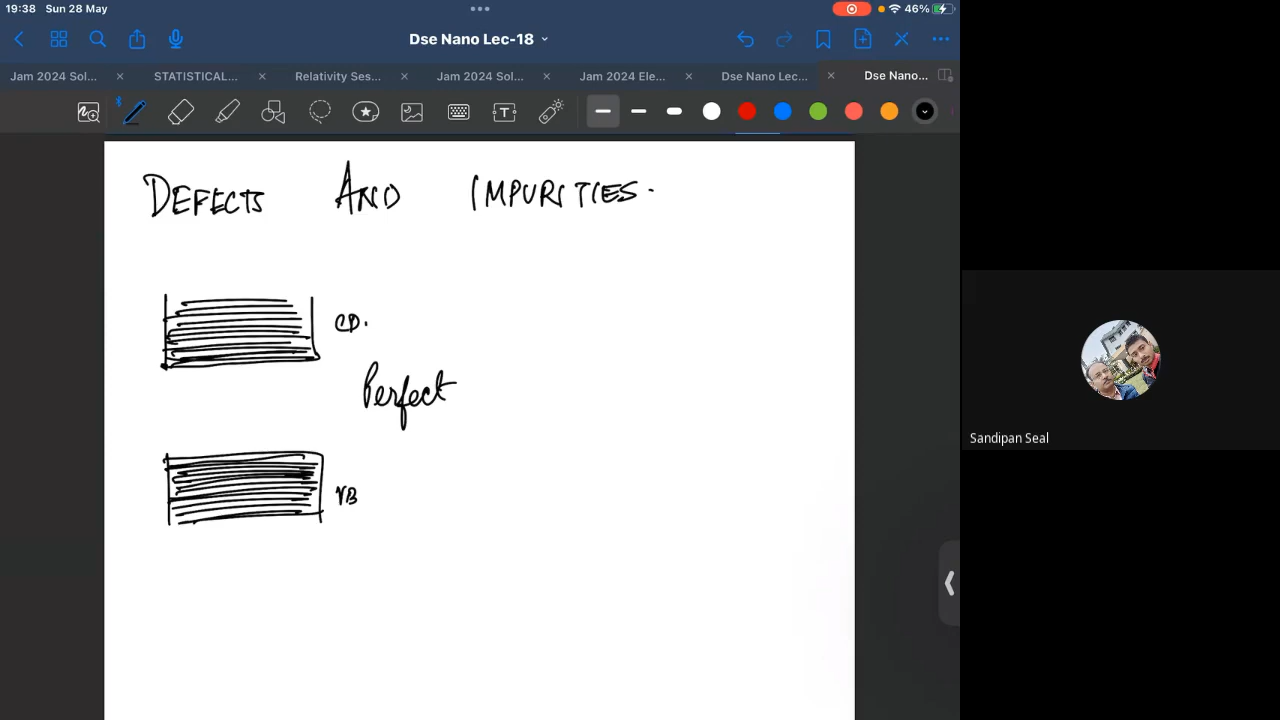 19:38 Sun 28 May
46%
Dse Nano Lec-18
Jam 2024 Sol...
STATISTICAL...
Relativity Ses...
Jam 2024 Sol...
Jam 2024 Ele...
Dse Nano Lec...
Dse Nano...
T
DEFECTS AND IMPURITIES.
CB.
Perfect
VB
Sandipan Seal